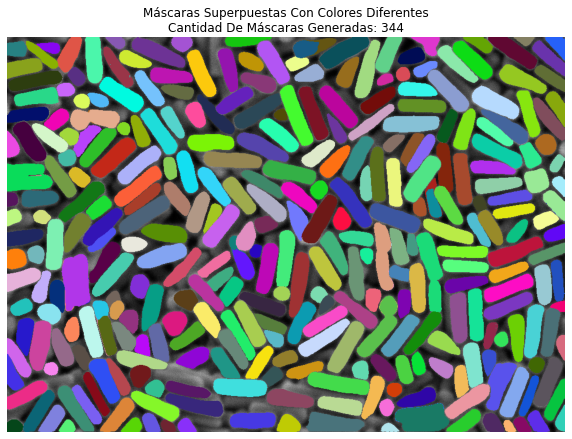 Máscaras Superpuestas Con Colores Diferentes
Cantidad De Máscaras Generadas: 344